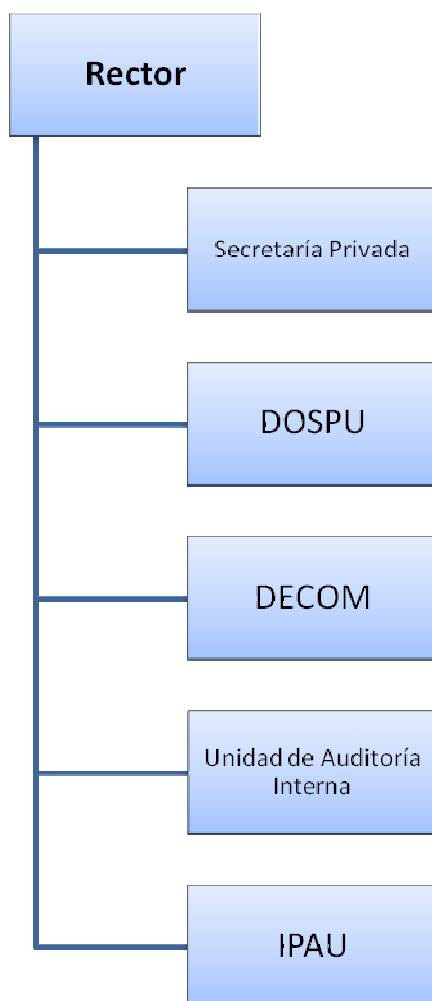 Rector
Secretaría Privada
DOSPU
DECOM
Unidad de Auditoría
Interna
IPAU